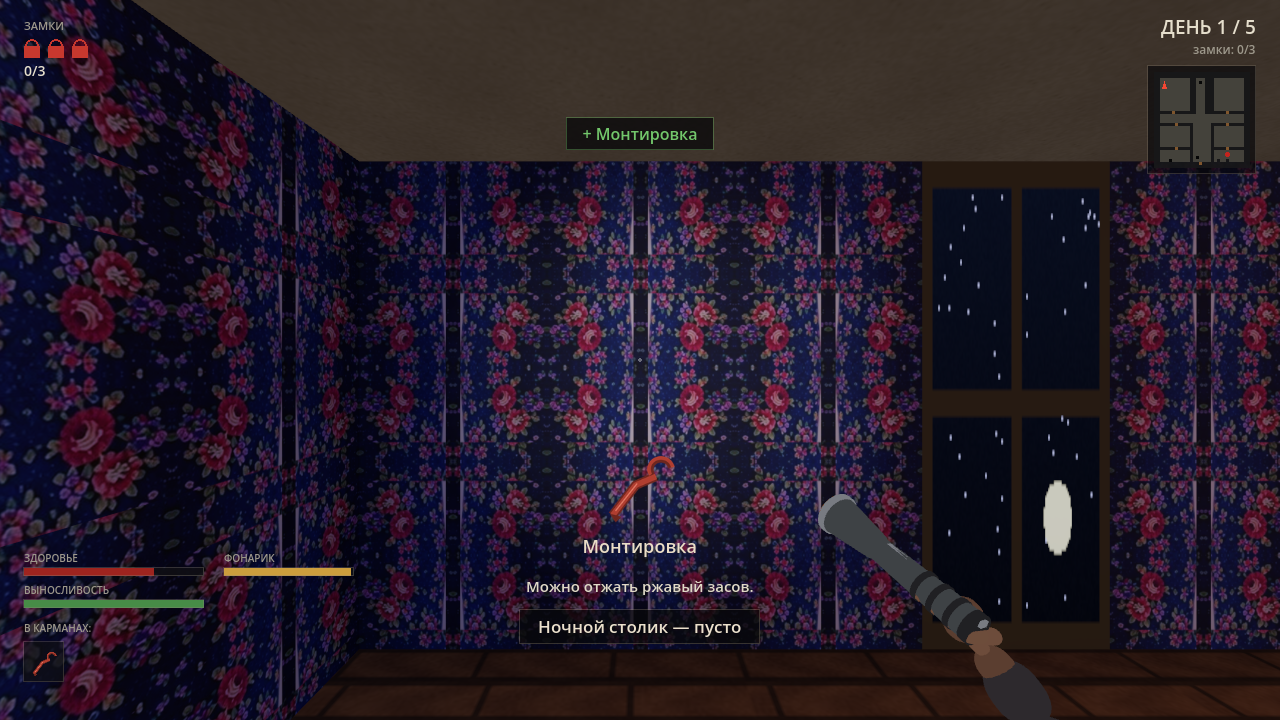 ЗАМКИ
0/3
ДЕНЬ 1 / 5
замки: 0/3
+ Монтировка
Монтировка
Можно отжать ржавый засов.
Ночной столик — пусто
ЗДОРОВЬЕ
ФОНАРИК
ВЫНОСЛИВОСТЬ
В КАРМАНАХ: